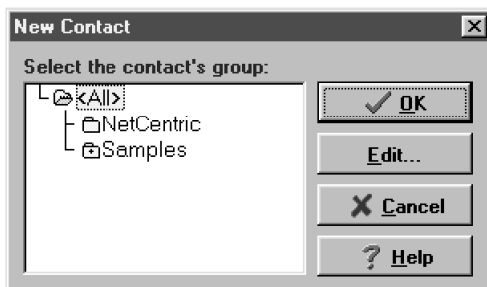 New Contact
Select the contact's group:
<All>
NetCentric
Samples
OK
Edit...
Cancel
Help